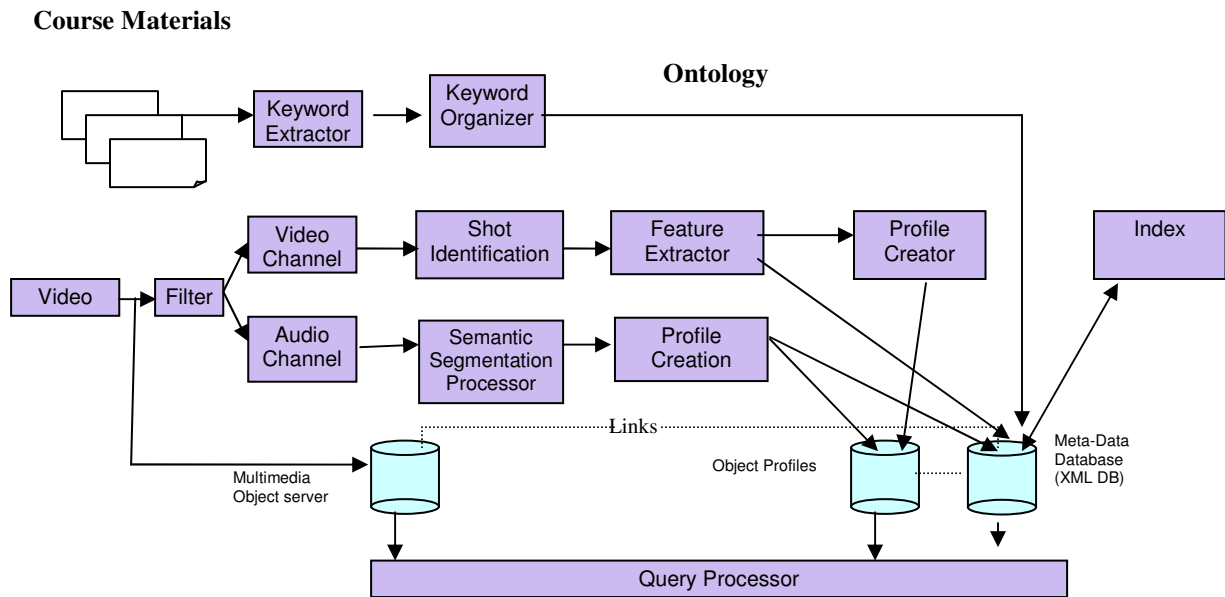 Course Materials
Ontology
Keyword
Extractor
Keyword
Organizer
Video
Channel
Shot
Identification
Feature
Extractor
Profile
Creator
Index
Video
Filter
Audio
Channel
Semantic
Segmentation
Processor
Profile
Creation
Links
Multimedia
Object server
Object Profiles
Meta-Data
Database
(XML DB)
Query Processor